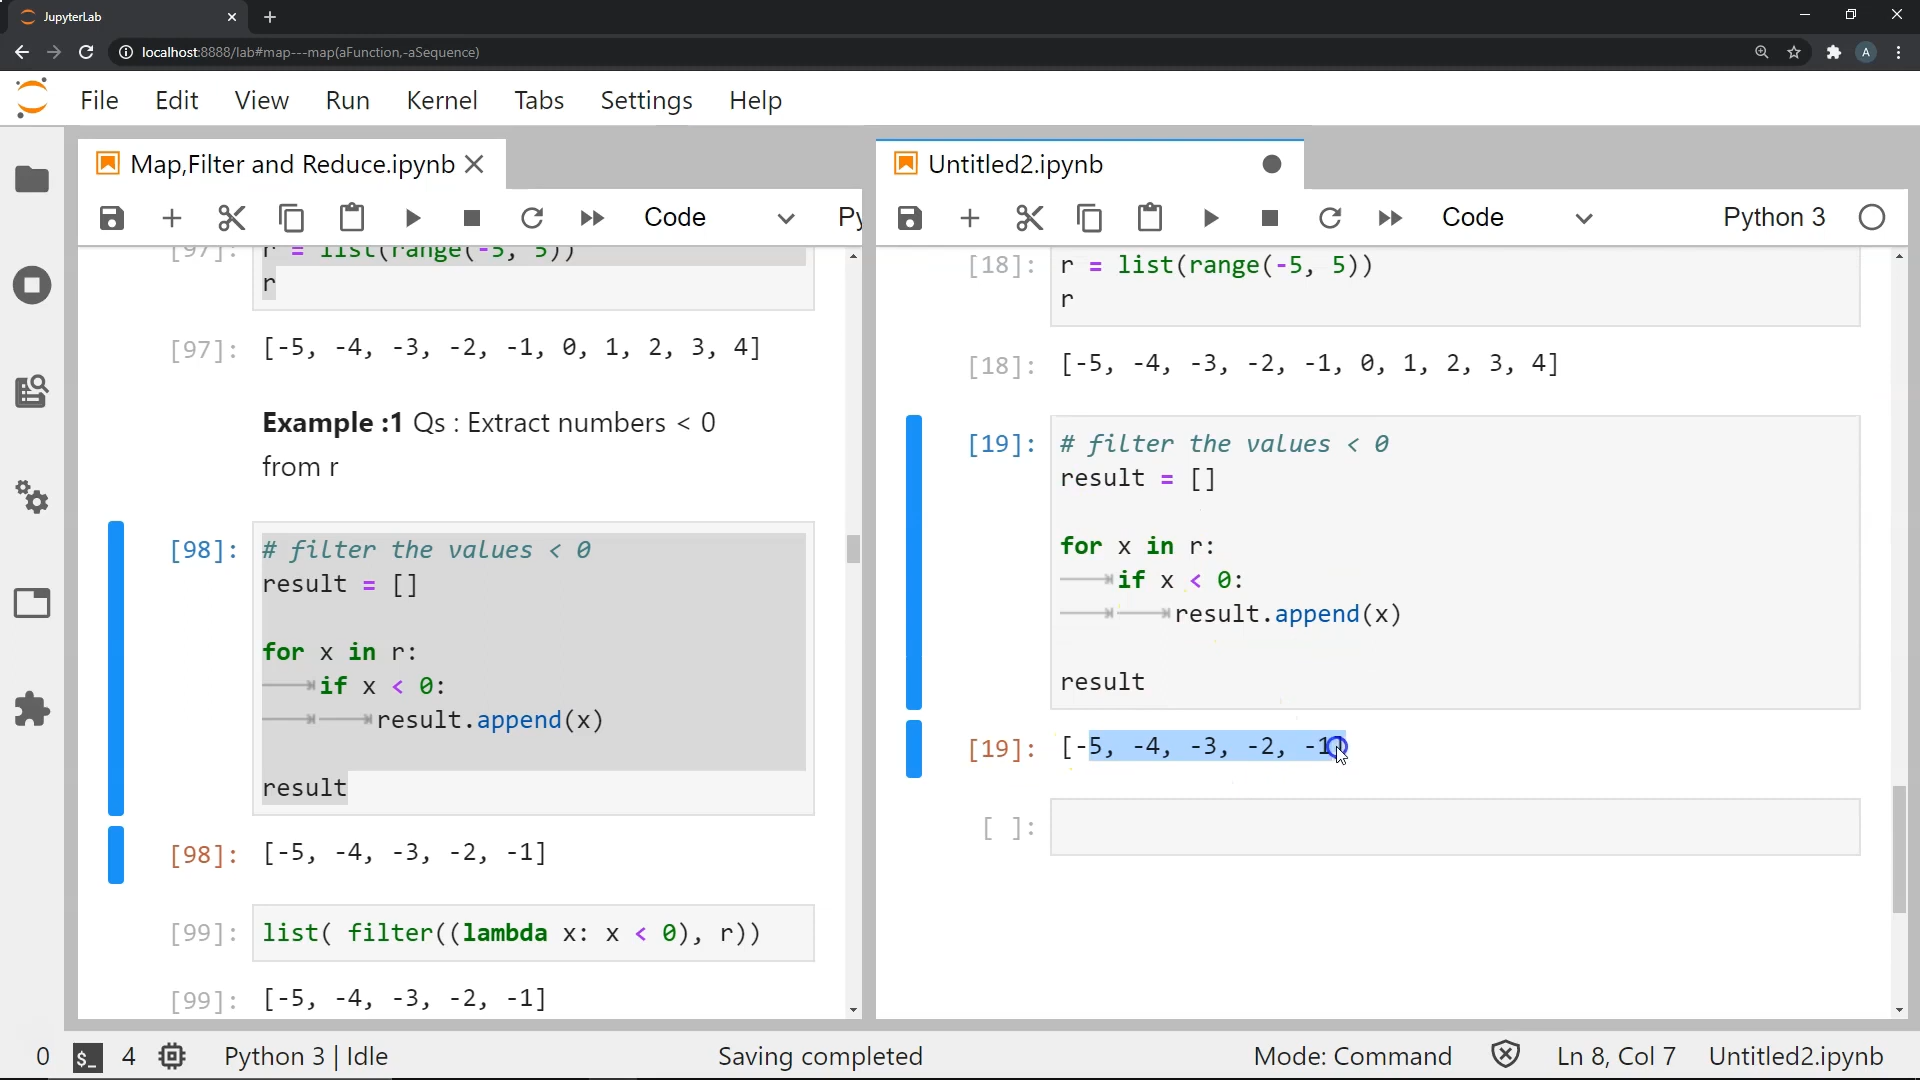 JupyterLab
localhost:8888/lab#map---map(aFunction,-aSequence)
A
File Edit View Run Kernel Tabs Settings Help
Map,Filter and Reduce.ipynb
Code
Py
[97]: r = list(range(-5, 5))
r
[97]: [-5, -4, -3, -2, -1, 0, 1, 2, 3, 4]
Example :1 Qs : Extract numbers < 0
from r
[98]: # filter the values < 0
result = []
for x in r:
if x < 0:
result.append(x)
result
[98]: [-5, -4, -3, -2, -1]
[99]: list( filter((lambda x: x < 0), r))
[99]: [-5, -4, -3, -2, -1]
Untitled2.ipynb
Code
Python 3
[18]: r = list(range(-5, 5))
r
[18]: [-5, -4, -3, -2, -1, 0, 1, 2, 3, 4]
[19]: # filter the values < 0
result = []
for x in r:
if x < 0:
result.append(x)
result
[19]: [-5, -4, -3, -2, -1]
[ ]:
0 $_ 4 Python 3 | Idle Saving completed Mode: Command Ln 8, Col 7 Untitled2.ipynb